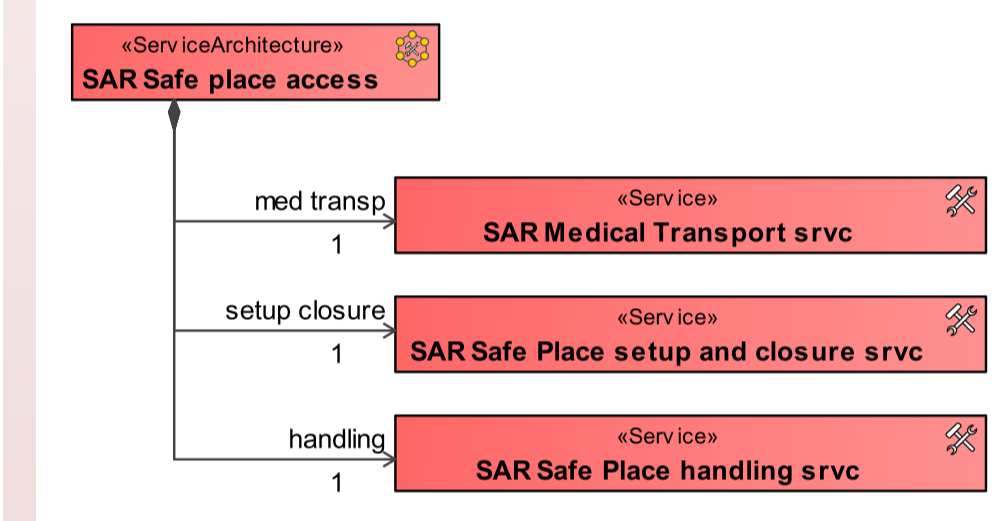 «ServiceArchitecture»
SAR Safe place access
med transp
1
«Service»
SAR Medical Transport srvc
setup closure
1
«Service»
SAR Safe Place setup and closure srvc
handling
1
«Service»
SAR Safe Place handling srvc